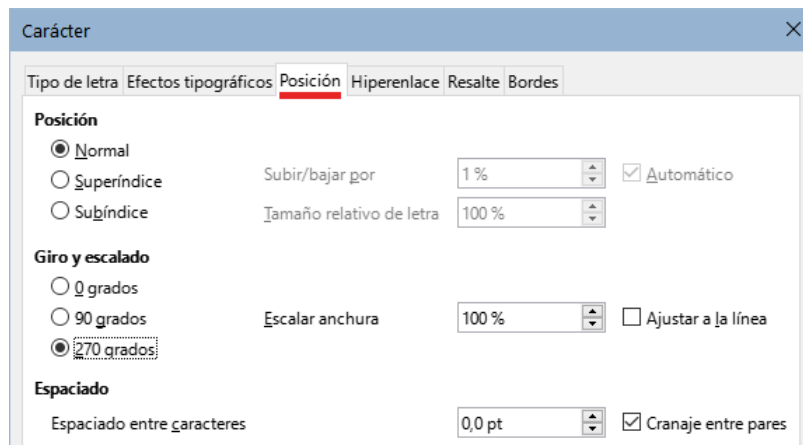 Carácter
Tipo de letra Efectos tipográficos Posición Hiperenlace Resalte Bordes
Posición
Normal
Superíndice Subir/bajar por 1 % Automático
Subíndice Tamaño relativo de letra 100 %
Giro y escalado
0 grados
90 grados Escalar anchura 100 % Ajustar a la línea
270 grados
Espaciado
Espaciado entre caracteres 0,0 pt Cranaje entre pares